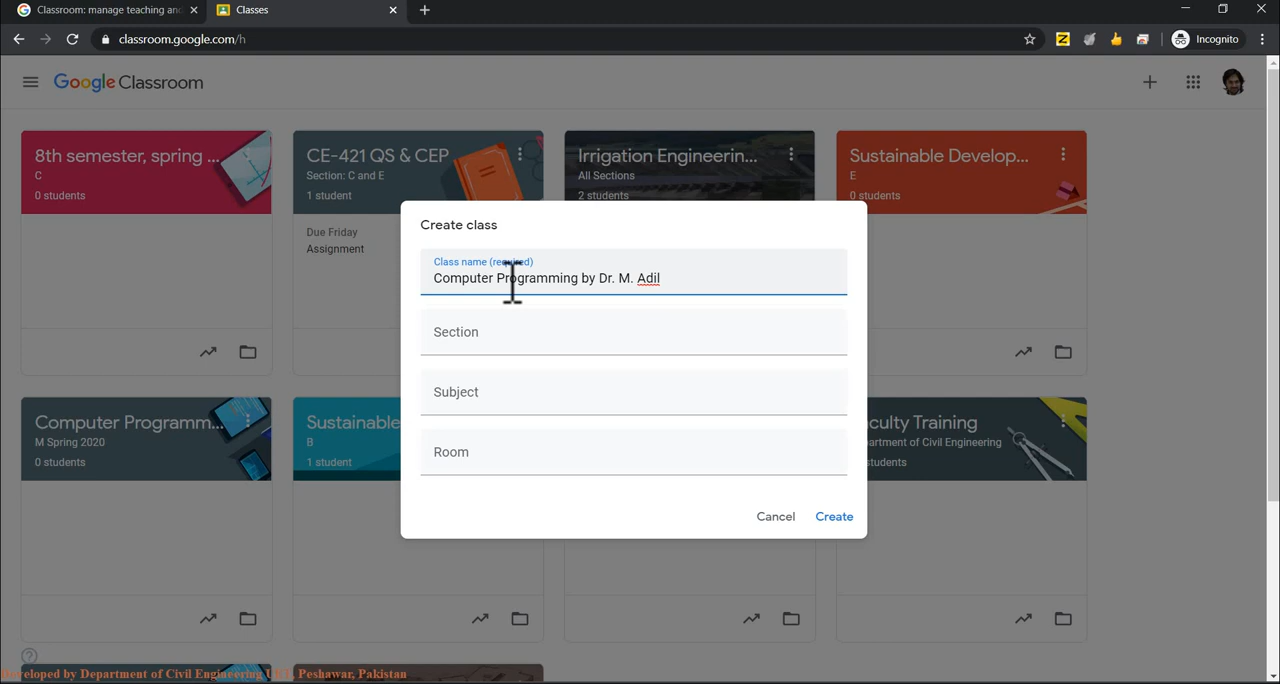 Classroom: manage teaching and
Classes
classroom.google.com/h
Incognito
Google Classroom
8th semester, spring ...
C
0 students
CE-421 QS & CEP
Section: C and E
1 student
Due Friday
Assignment
Irrigation Engineerin...
All Sections
2 students
Sustainable Develop...
E
0 students
Create class
Class name (required)
Computer Programming by Dr. M. Adil
Section
Subject
Room
Cancel
Create
Computer Programm...
M Spring 2020
0 students
Sustainable
B
1 student
culty Training
artment of Civil Engineering
students
Developed by Department of Civil Engineering UET, Peshawar, Pakistan